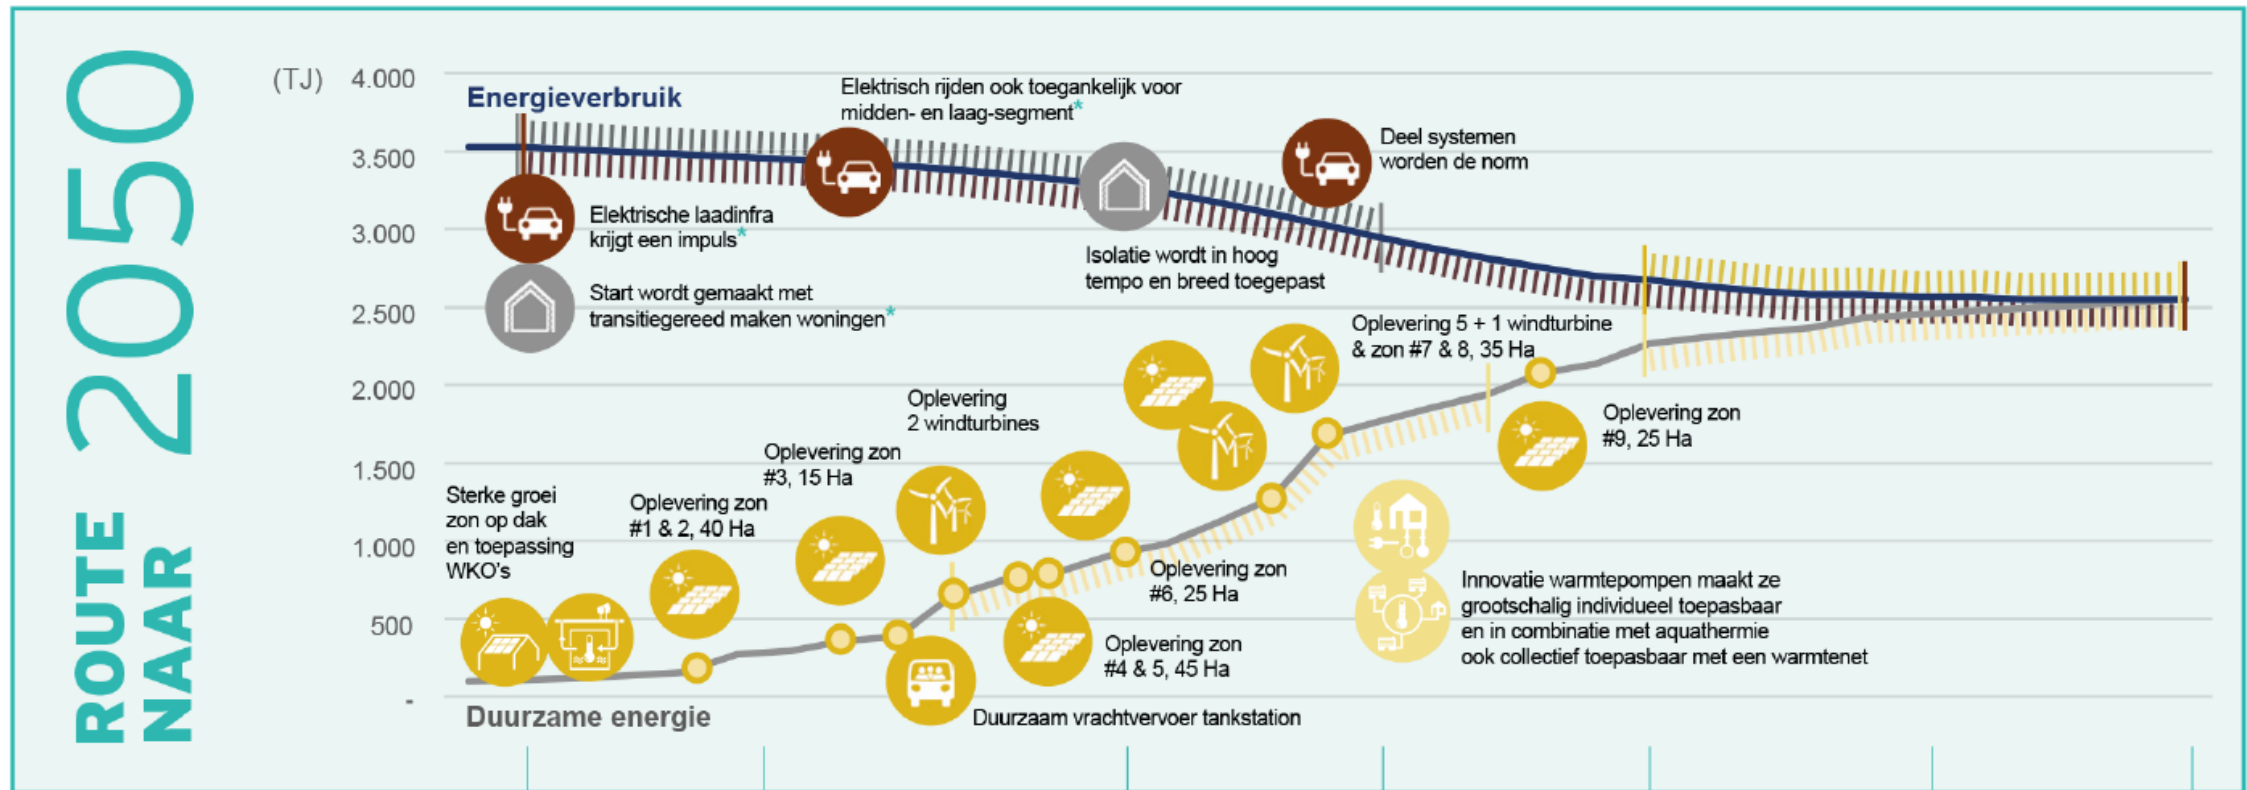 ROUTE
NAAR
2050
(TJ)
4.000
3.500
3.000
2.500
2.000
1.500
1.000
500
-
Energieverbruik
Elektrisch rijden ook toegankelijk voor
midden- en laag-segment*
Deel systemen
worden de norm
Elektrische laadinfra
krijgt een impuls*
Isolatie wordt in hoog
tempo en breed toegepast
Start wordt gemaakt met
transitiegereed maken woningen*
Oplevering 5 + 1 windturbine
& zon #7 & 8, 35 Ha
Oplevering
2 windturbines
Oplevering zon
#9, 25 Ha
Oplevering zon
#3, 15 Ha
Sterke groei
zon op dak
en toepassing
WKO's
Oplevering zon
#1 & 2, 40 Ha
Oplevering zon
#6, 25 Ha
Innovatie warmtepompen maakt ze
grootschalig individueel toepasbaar
en in combinatie met aquathermie
ook collectief toepasbaar met een warmtenet
Oplevering zon
#4 & 5, 45 Ha
Duurzame energie
Duurzaam vrachtvervoer tankstation